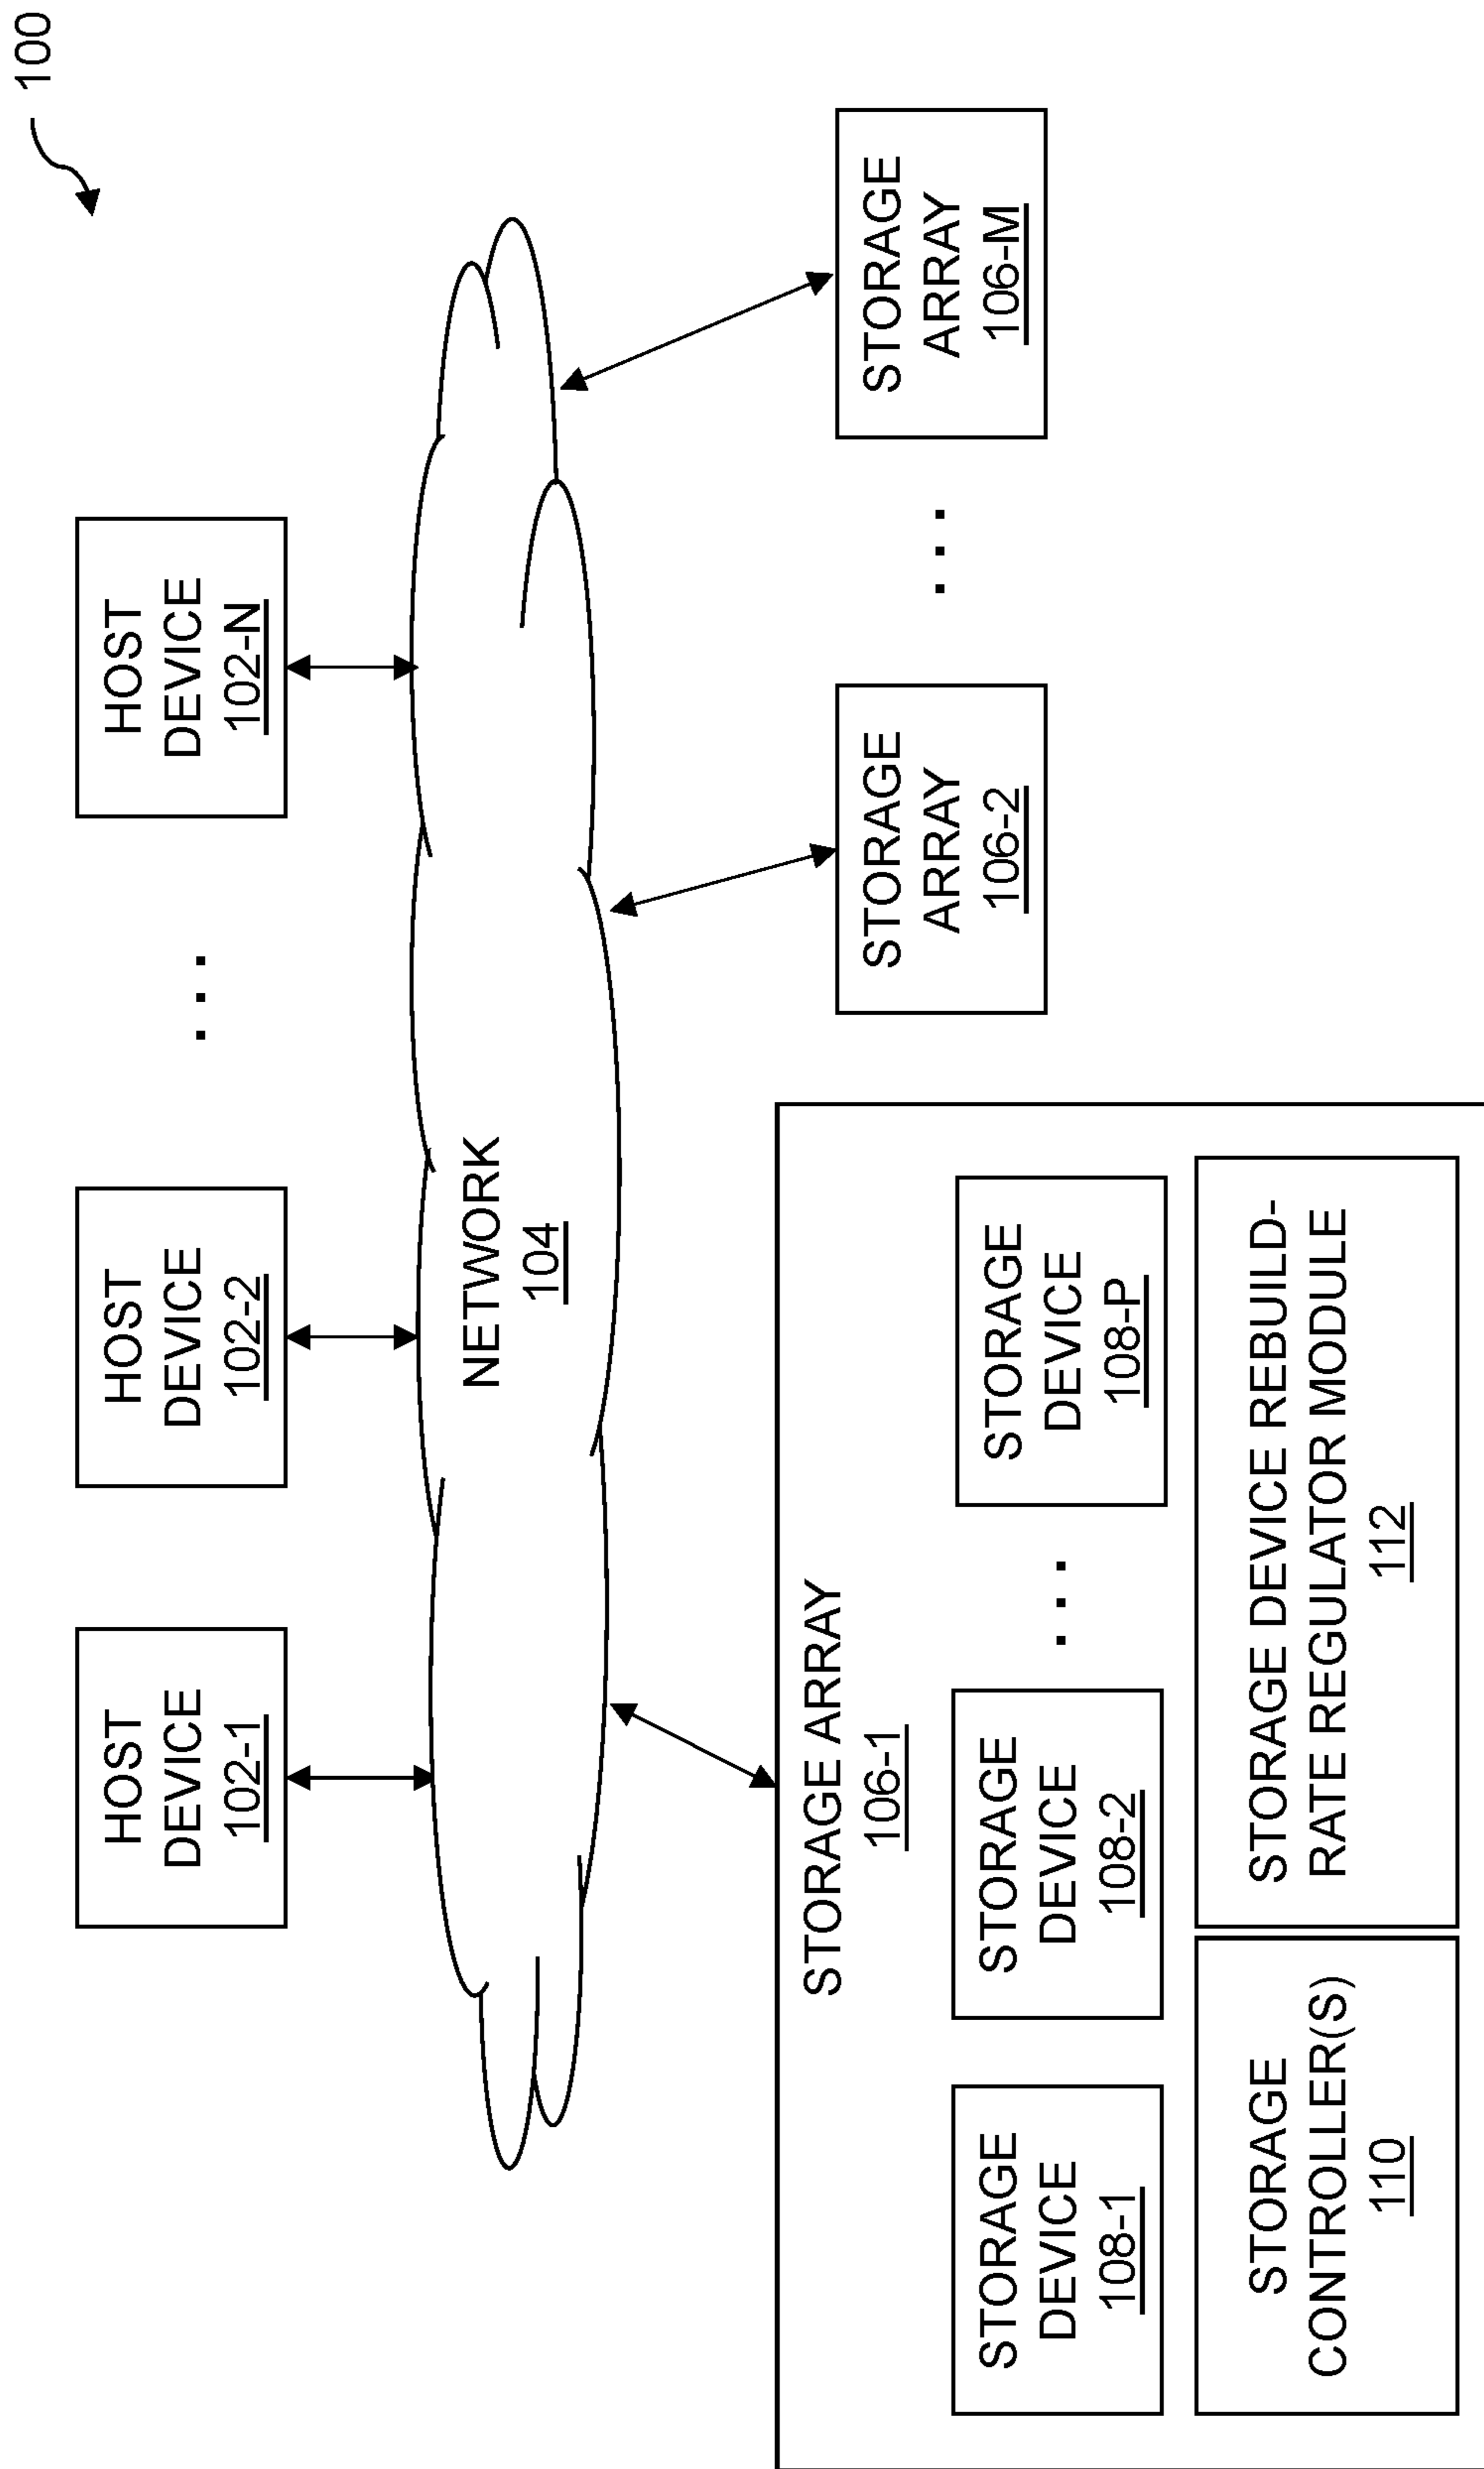 100
HOST
DEVICE
102-1
HOST
DEVICE
102-2
. . .
HOST
DEVICE
102-N
NETWORK
104
STORAGE ARRAY
106-1
STORAGE
DEVICE
108-1
STORAGE
DEVICE
108-2
. . .
STORAGE
DEVICE
108-P
STORAGE
CONTROLLER(S)
110
STORAGE DEVICE REBUILD-
RATE REGULATOR MODULE
112
STORAGE
ARRAY
106-2
. . .
STORAGE
ARRAY
106-M